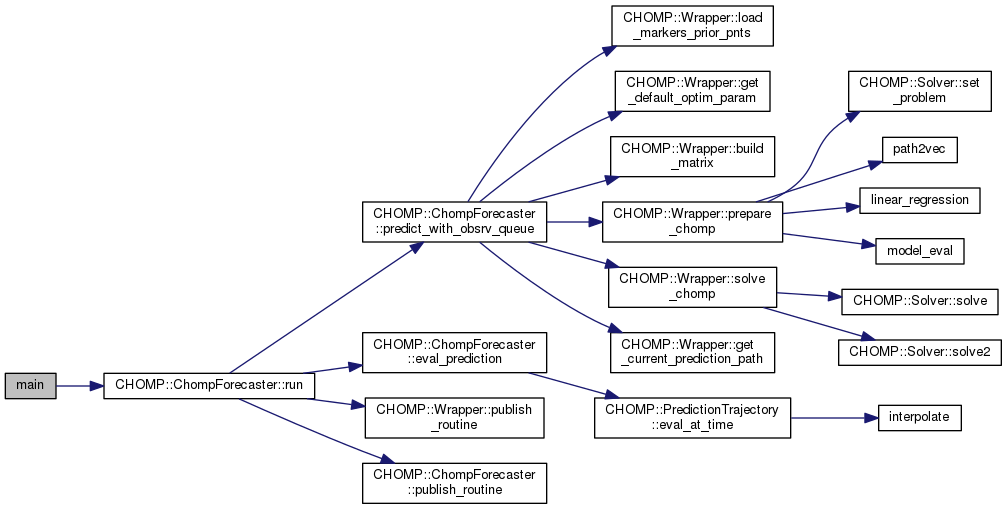 main
CHOMP::ChompForecaster::run
CHOMP::ChompForecaster
::predict_with_obsrv_queue
CHOMP::Wrapper::load
_markers_prior_pnts
CHOMP::Wrapper::get
_default_optim_param
CHOMP::Wrapper::build
_matrix
CHOMP::Wrapper::prepare
_chomp
CHOMP::Solver::set
_problem
path2vec
linear_regression
model_eval
CHOMP::Wrapper::solve
_chomp
CHOMP::Solver::solve
CHOMP::Solver::solve2
CHOMP::Wrapper::get
_current_prediction_path
CHOMP::ChompForecaster
::eval_prediction
CHOMP::PredictionTrajectory
::eval_at_time
interpolate
CHOMP::Wrapper::publish
_routine
CHOMP::ChompForecaster
::publish_routine